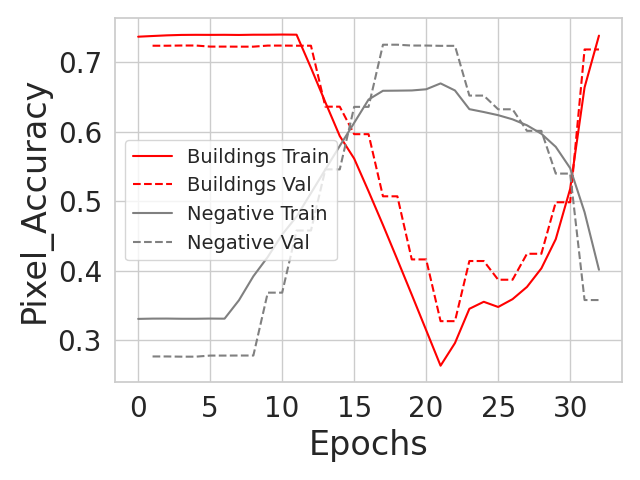 Pixel_Accuracy
0.7
0.6
0.5
0.4
0.3
Buildings Train
Buildings Val
Negative Train
Negative Val
0 5 10 15 20 25 30
Epochs